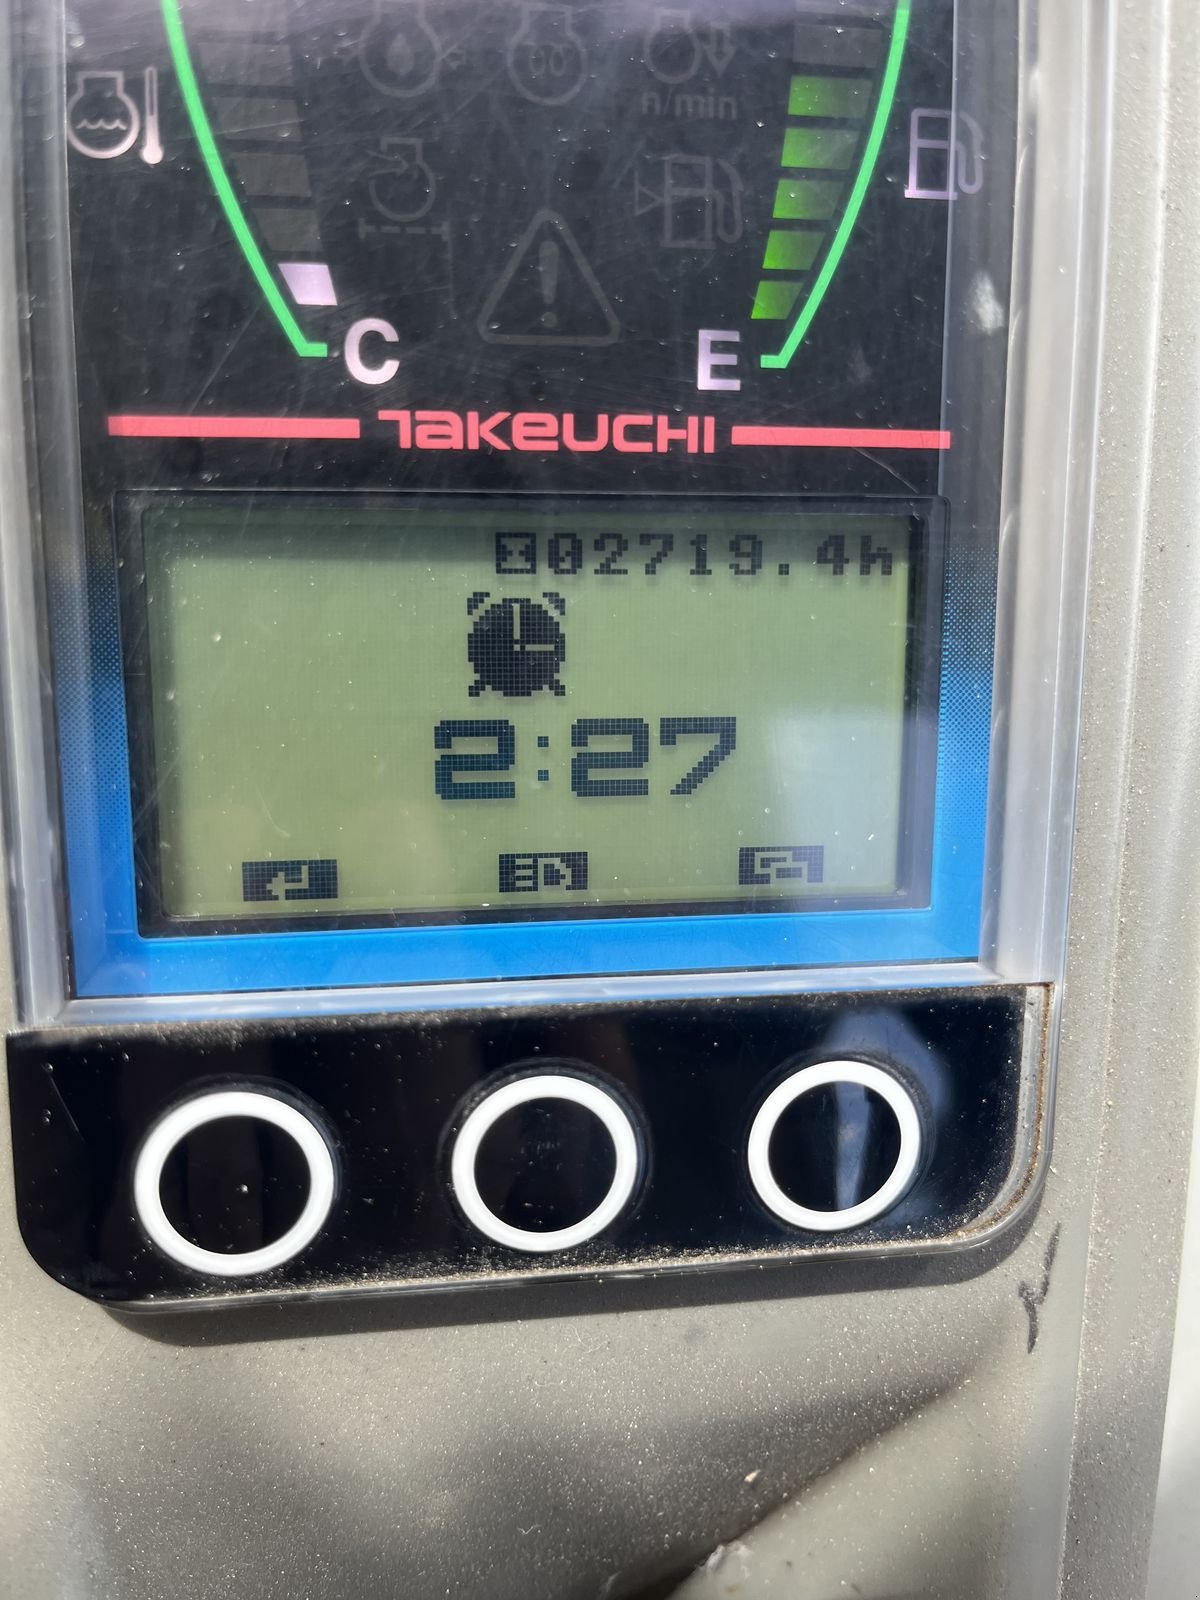 n/min
C
E
TAKEUCHI
02719.4h
2:27